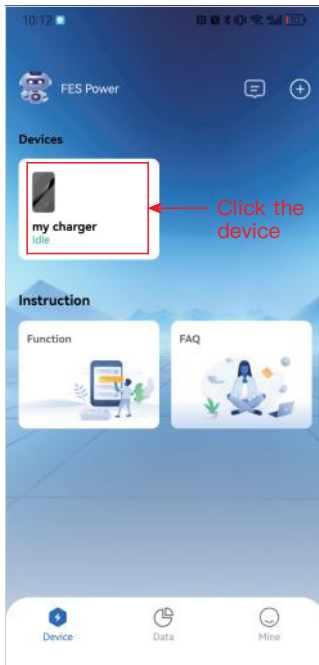 10:12
FES Power
Devices
my charger
Idle
Click the
device
Instruction
Function
FAQ
Device
Data
Mine